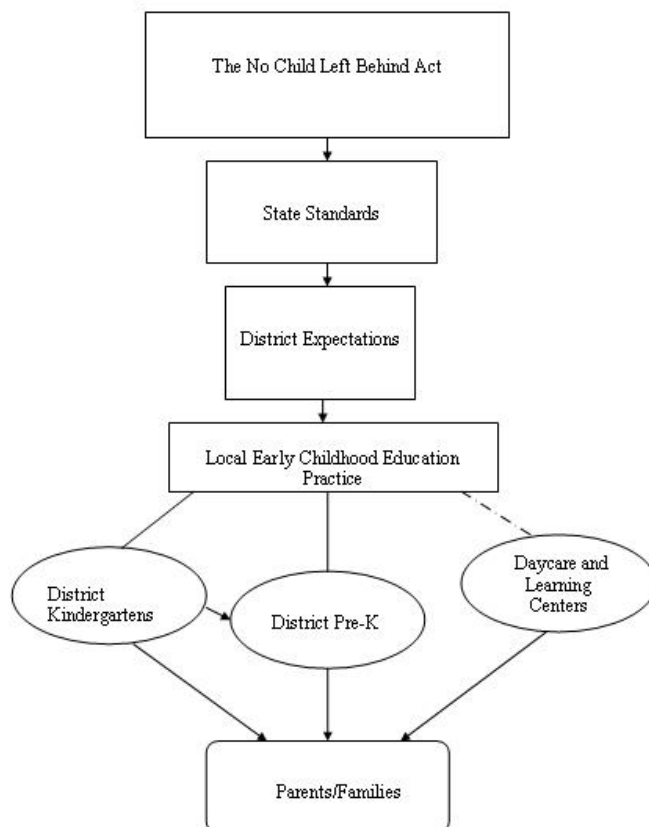 The No Child Left Behind Act
State Standards
District Expectations
Local Early Childhood Education
Practice
District
Kindergartens
District Pre-K
Daycare and
Learning
Centers
Parents/Families